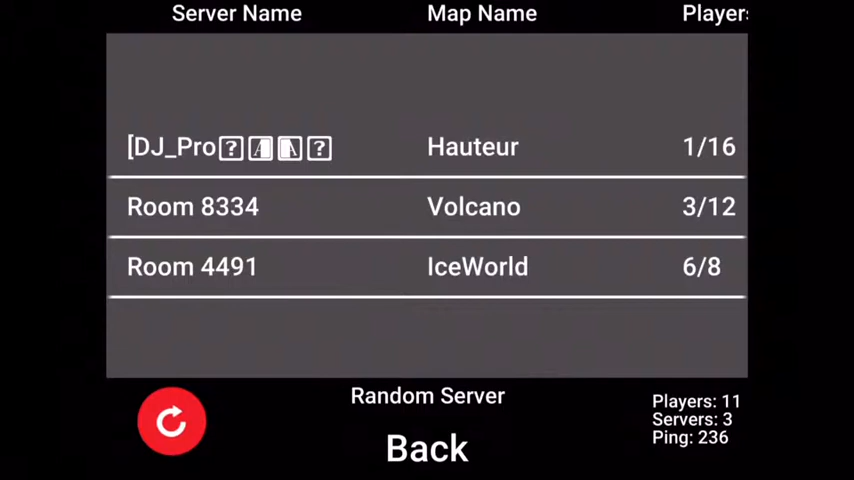 Server Name Map Name Player
[DJ_Pro Hauteur 1/16
Room 8334 Volcano 3/12
Room 4491 IceWorld 6/8
Random Server
Back
Players: 11
Servers: 3
Ping: 236